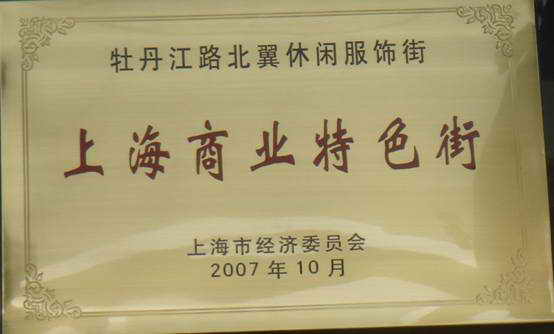 牡丹江路北翼休闲服饰街
上海商业特色街
上海市经济委员会
2007年10月